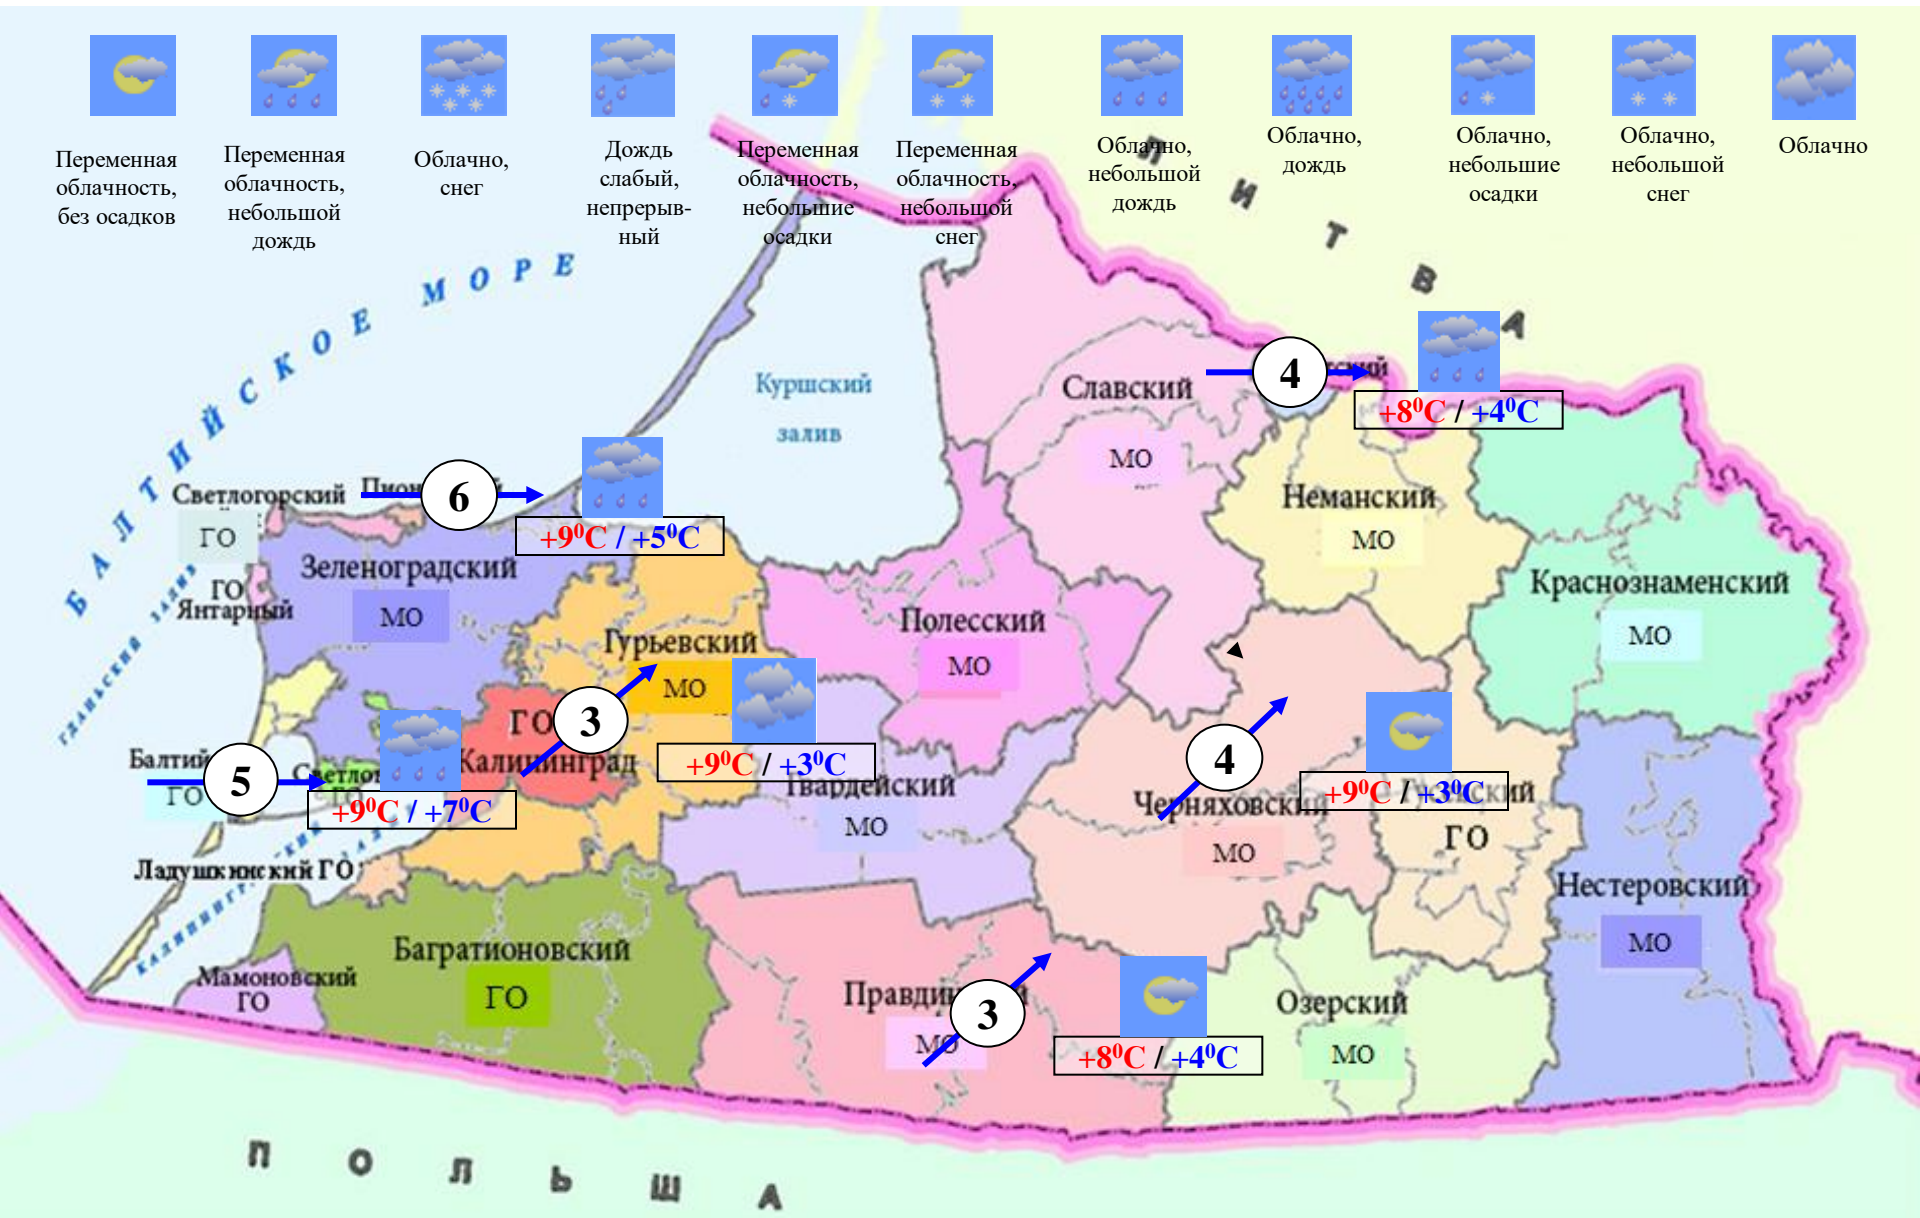 Переменная
облачность,
без осадков
Переменная
облачность,
небольшой
дождь
Облачно,
снег
Дождь
слабый,
непрерыв-
ный
Переменная
облачность,
небольшие
осадки
Переменная
облачность,
небольшой
снег
Облачно,
небольшой
дождь
Облачно,
дождь
Облачно,
небольшие
осадки
Облачно,
небольшой
снег
Облачно
ЛИТВА
БАЛТИЙСКОЕ МОРЕ
Куршский
залив
Славский
МО
4
+8⁰C / +4⁰C
Светлогорский
ГО
6
+9⁰C / +5⁰C
Неманский
МО
Зеленоградский
МО
ГО
Янтарный
Краснознаменский
МО
Полесский
МО
Гурьевский
МО
3
+9⁰C / +3⁰C
ГО
Калининград
Балтий
ГО
5
+9⁰C / +7⁰C
Гвардейский
МО
Черняховский
МО
4
+9⁰C / +3⁰C
ГО
Ладушкинский ГО
Нестеровский
МО
Багратионовский
ГО
Мамоновский
ГО
МО
3
+8⁰C / +4⁰C
Озерский
МО
ПОЛЬША